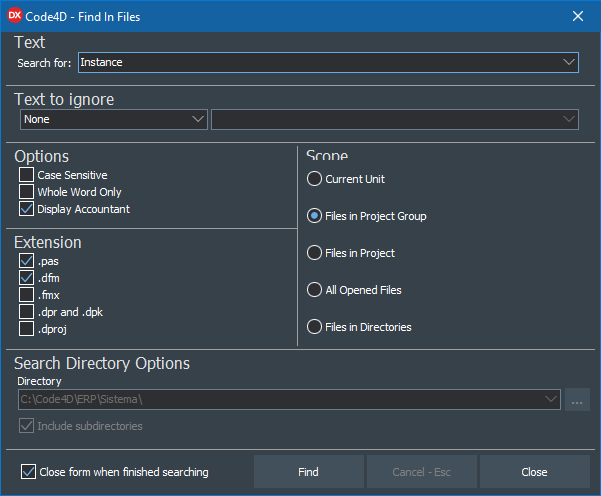 DX Code4D - Find In Files
Text
Search for: Instance
Text to ignore
None
Options
Case Sensitive
Whole Word Only
Display Accountant
Extension
.pas
.dfm
.fmx
.dpr and .dpk
.dproj
Scope
Current Unit
Files in Project Group
Files in Project
All Opened Files
Files in Directories
Search Directory Options
Directory
C:\Code4D\ERP\Sistema\
...
Include subdirectories
Close form when finished searching
Find
Cancel - Esc
Close